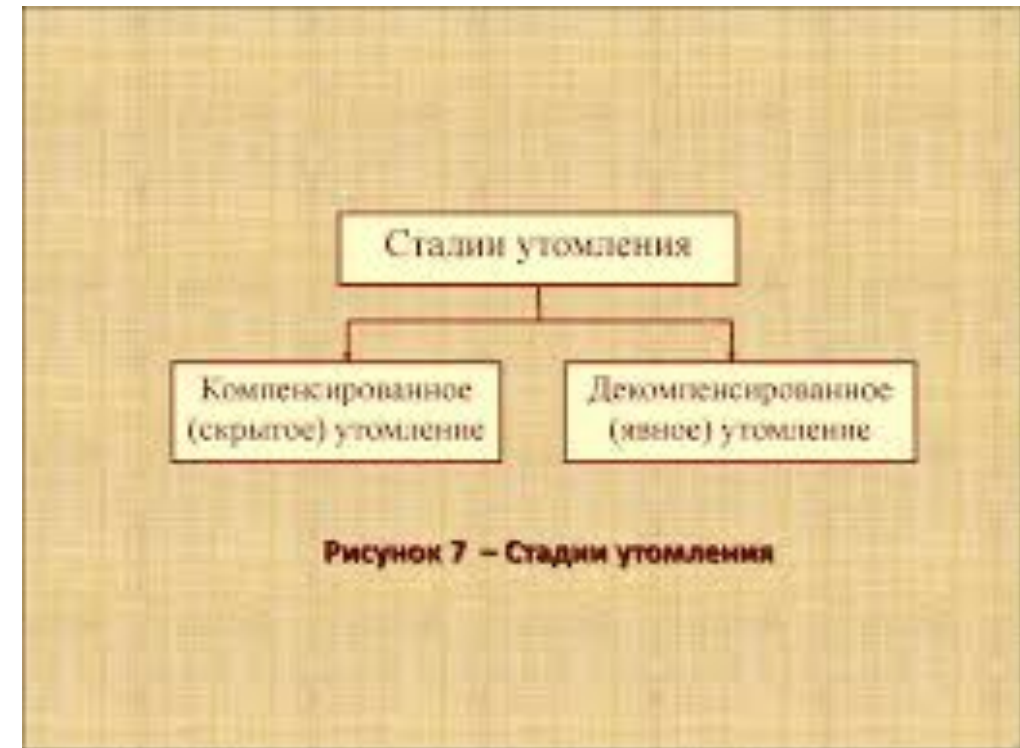 Стадии утомления
Компенсированное
(скрытое) утомление
Декомпенсированное
(явное) утомление
Рисунок 7 – Стадии утомления